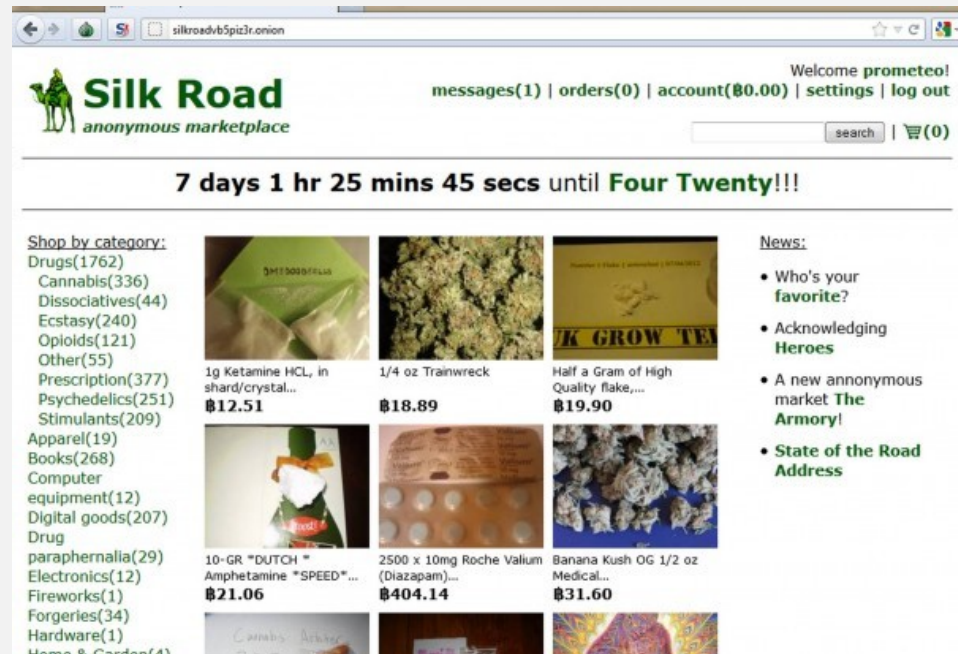 silkroadvb5piz3r.onion
Silk Road
anonymous marketplace
Welcome prometeo!
messages(1) | orders(0) | account(฿0.00) | settings | log out
search | (0)
7 days 1 hr 25 mins 45 secs until Four Twenty!!!
Shop by category:
Drugs(1762)
Cannabis(336)
Dissociatives(44)
Ecstasy(240)
Opioids(121)
Other(55)
Prescription(377)
Psychedelics(251)
Stimulants(209)
Apparel(19)
Books(268)
Computer
equipment(12)
Digital goods(207)
Drug
paraphernalia(29)
Electronics(12)
Fireworks(1)
Forgeries(34)
Hardware(1)
Home & Garden(4)
1g Ketamine HCL, in
shard/crystal...
฿12.51
1/4 oz Trainwreck
฿18.89
UK GROW
Half a Gram of High
Quality flake,...
฿19.90
10-GR *DUTCH *
Amphetamine *SPEED*...
฿21.06
2500 x 10mg Roche Valium
(Diazapam)...
฿404.14
Banana Kush OG 1/2 oz
Medical...
฿31.60
Cannabis
News:
Who's your
favorite?
Acknowledging
Heroes
A new annonymous
market The
Armory!
State of the Road
Address